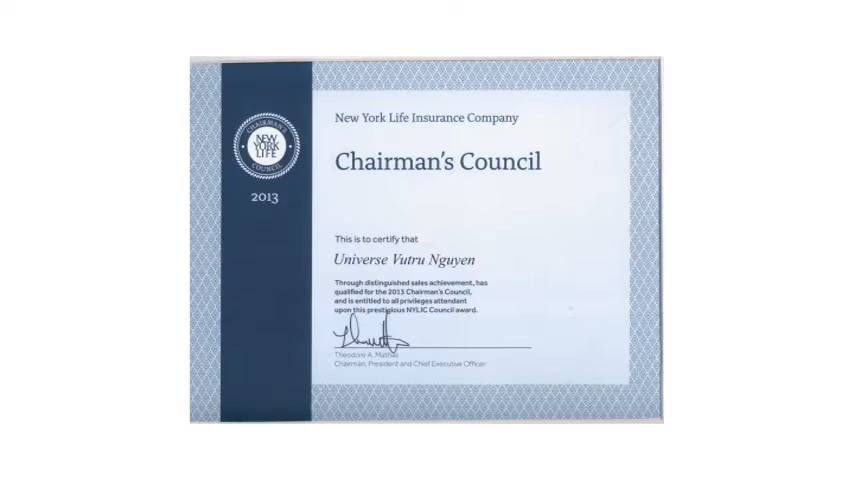 CHAIRMAN'S
NEW
YORK
LIFE
COUNCIL
2013
New York Life Insurance Company
Chairman's Council
This is to certify that
Universe Vutru Nguyen
Through distinguished sales achievement, has
qualified for the 2013 Chairman's Council,
and is entitled to all privileges attendant
upon this prestigious NYLIC Council award.
Theodore A. Mathas
Chairman, President and Chief Executive Officer